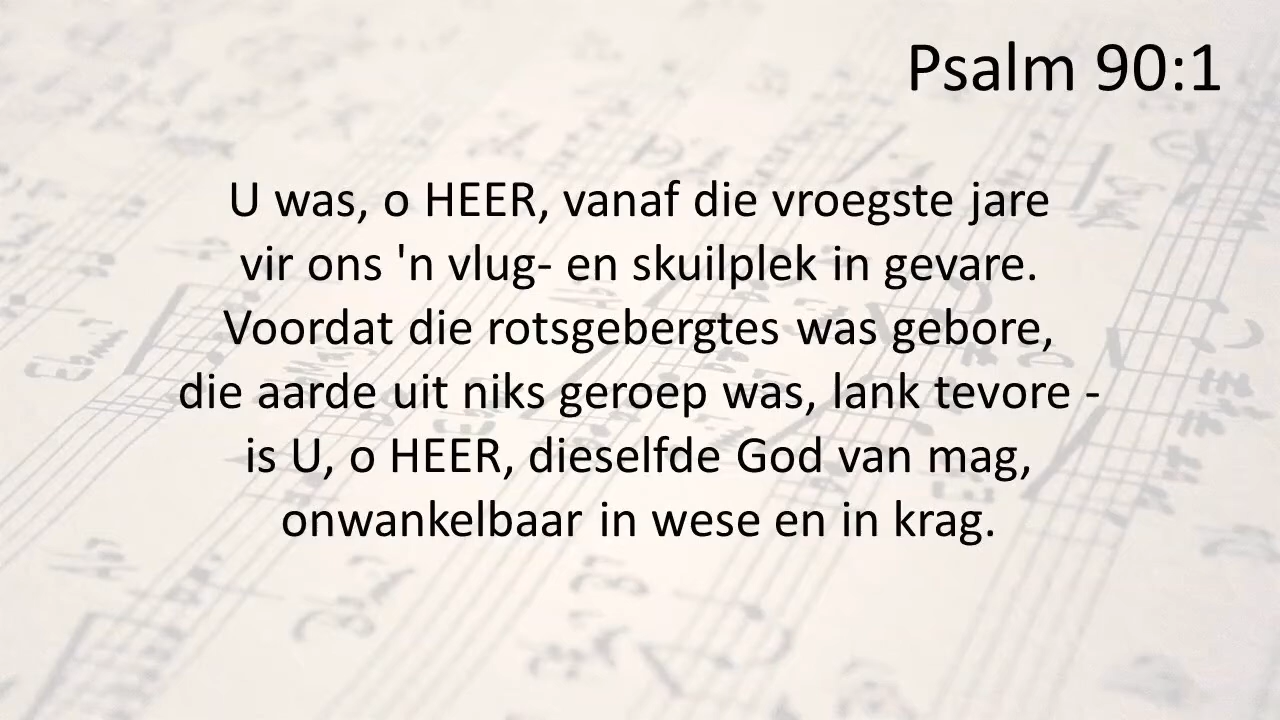 Psalm 90:1
U was, o HEER, vanaf die vroegste jare
vir ons 'n vlug- en skuilplek in gevare.
Voordat die rotsgebergtes was gebore,
die aarde uit niks geroep was, lank tevore -
is U, o HEER, dieselfde God van mag,
onwankelbaar in wese en in krag.